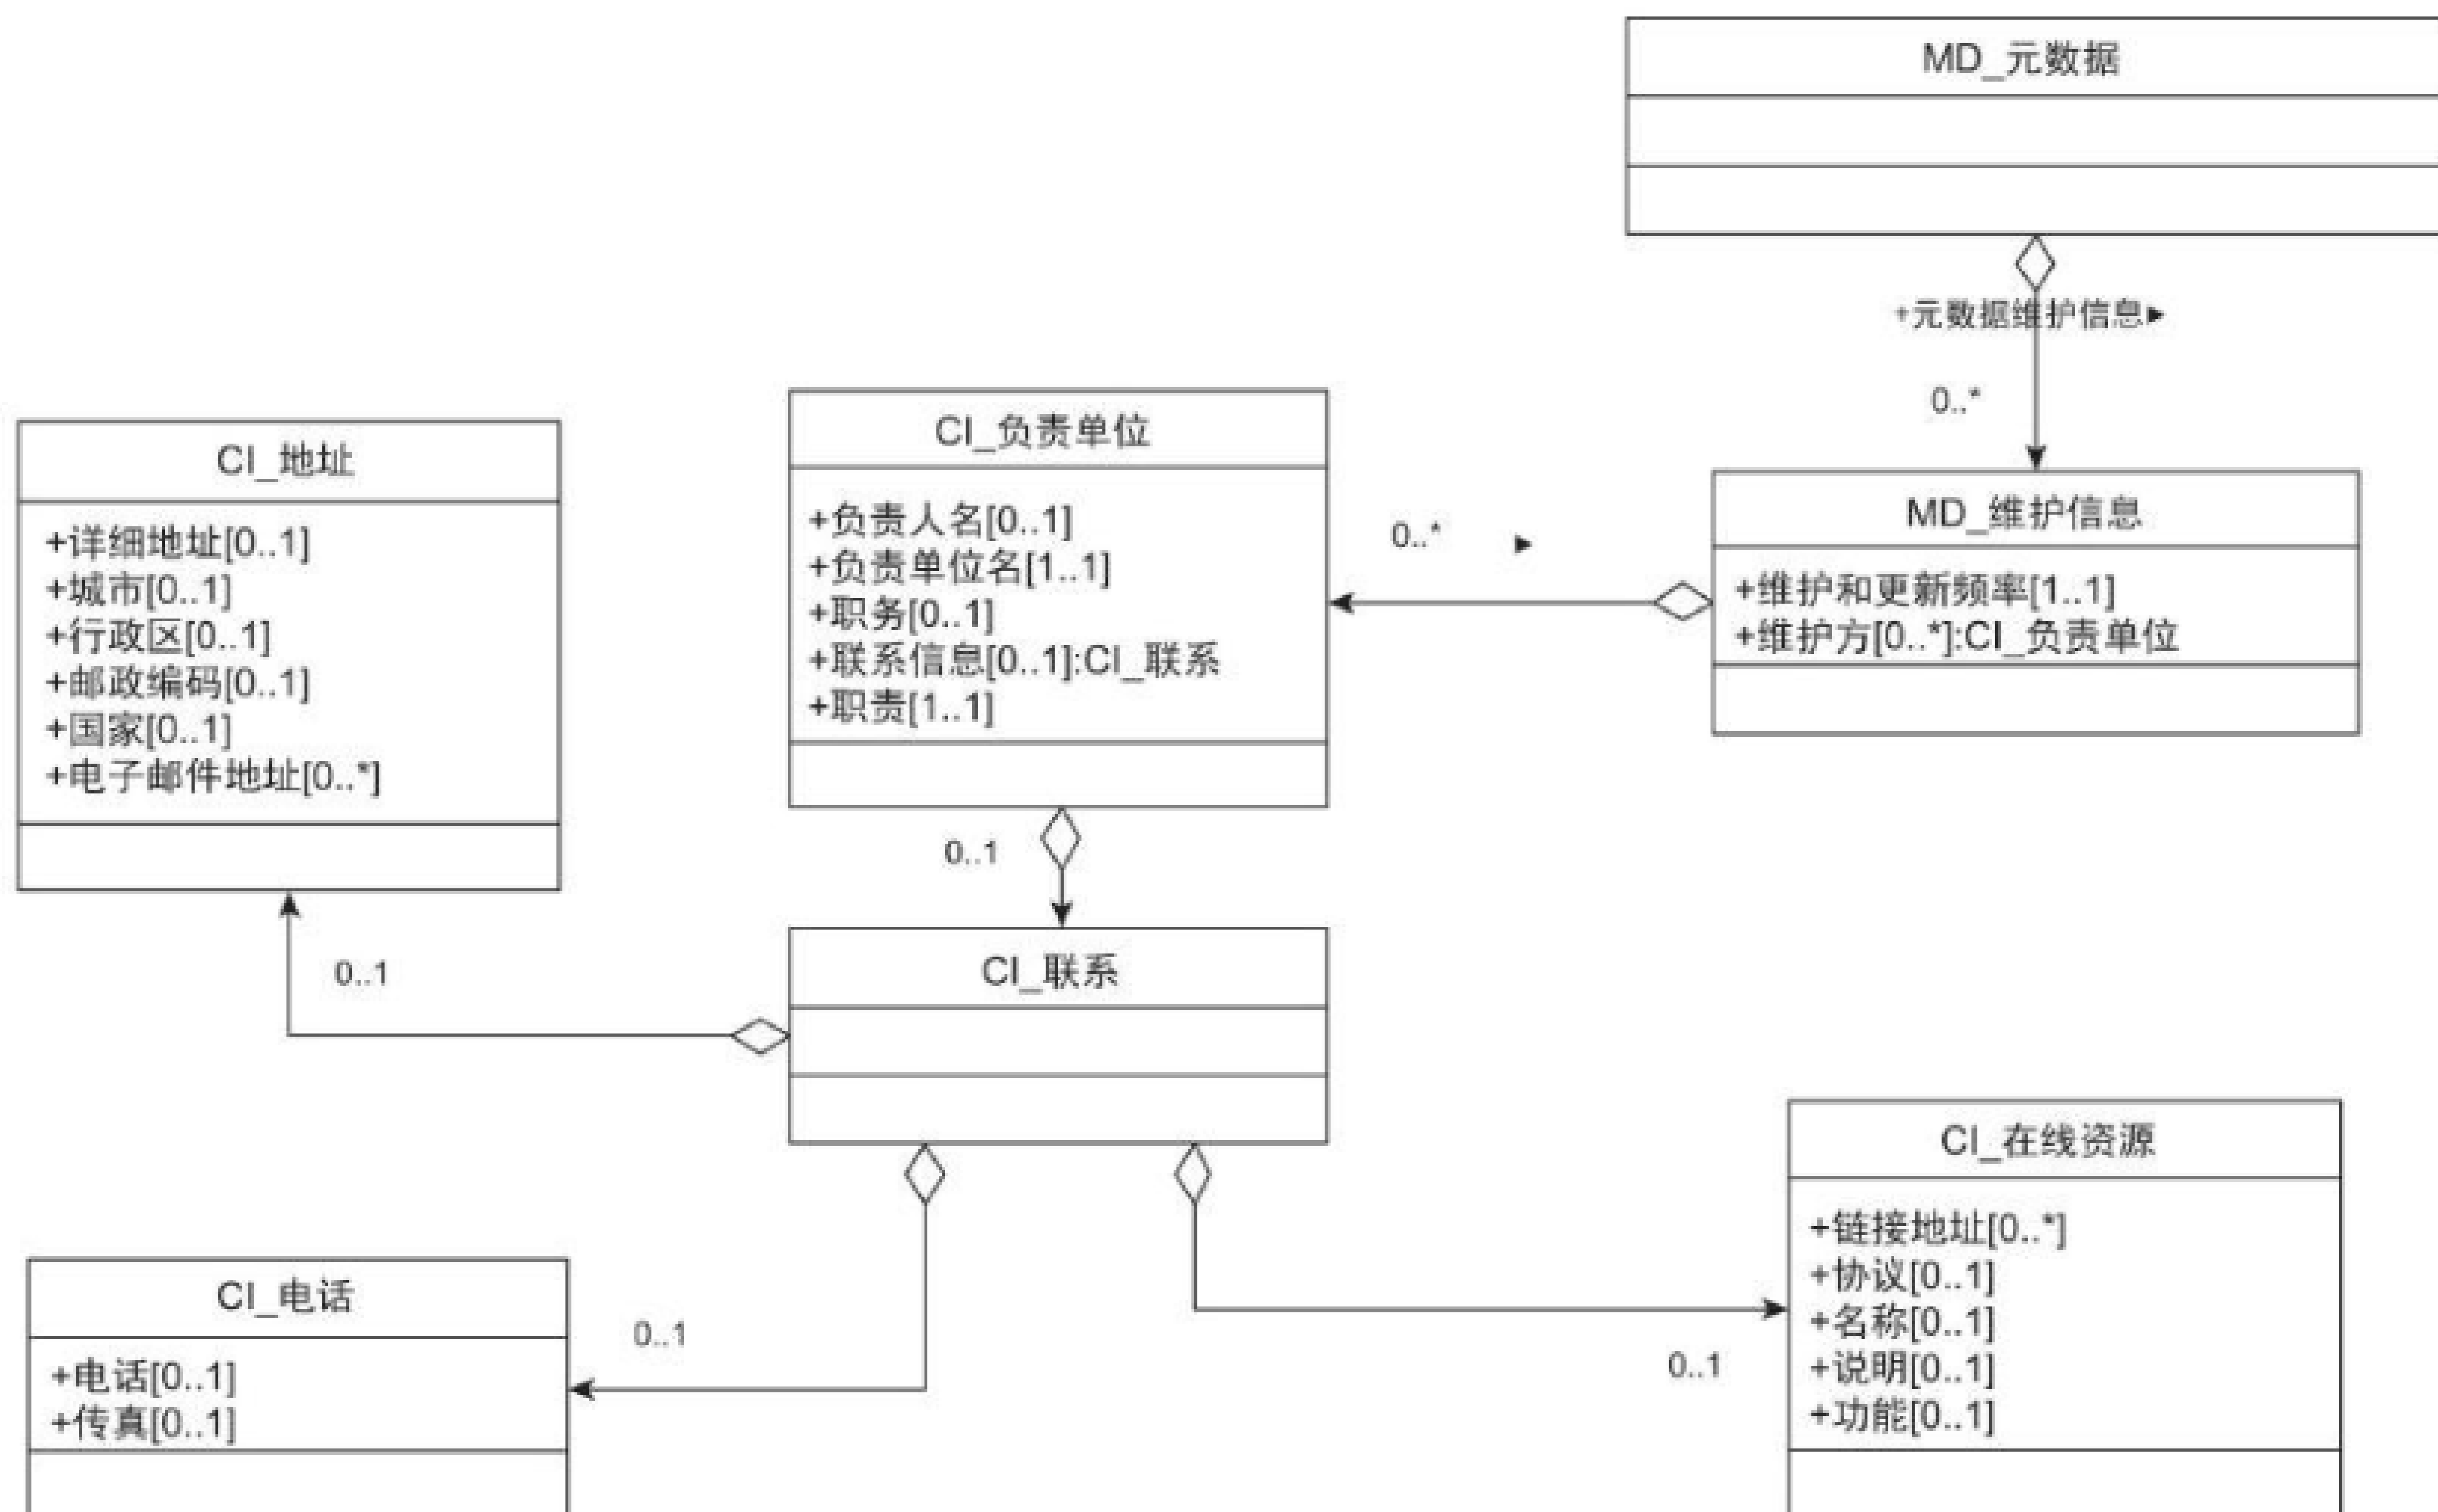 MD_元数据
+元数据维护信息▶
0..*
CI_地址
+详细地址[0..1]
+城市[0..1]
+行政区[0..1]
+邮政编码[0..1]
+国家[0..1]
+电子邮件地址[0..*]
CI_负责单位
+负责人名[0..1]
+负责单位名[1..1]
+职务[0..1]
+联系信息[0..1]:CI_联系
+职责[1..1]
0..*
▶
MD_维护信息
+维护和更新频率[1..1]
+维护方[0..*]:CI_负责单位
0..1
0..1
CI_联系
CI_电话
+电话[0..1]
+传真[0..1]
0..1
0..1
CI_在线资源
+链接地址[0..*]
+协议[0..1]
+名称[0..1]
+说明[0..1]
+功能[0..1]